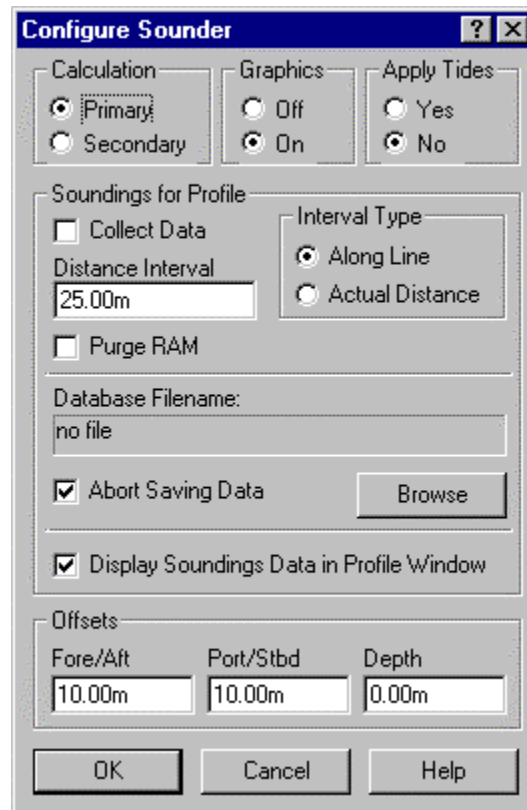 Configure Sounder
Calculation
Primary
Secondary
Graphics
Off
On
Apply Tides
Yes
No
Soundings for Profile
Collect Data
Distance Interval
25.00m
Interval Type
Along Line
Actual Distance
Purge RAM
Database Filename:
no file
Abort Saving Data
Browse
Display Soundings Data in Profile Window
Offsets
Fore/Aft
Port/Stbd
Depth
10.00m
10.00m
0.00m
OK
Cancel
Help